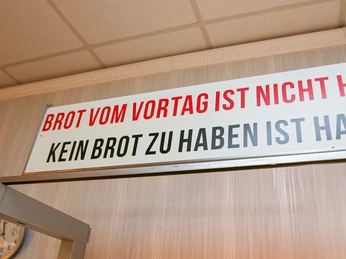 BROT VOM VORTAG IST NICHT
KEIN BROT ZU HABEN IST